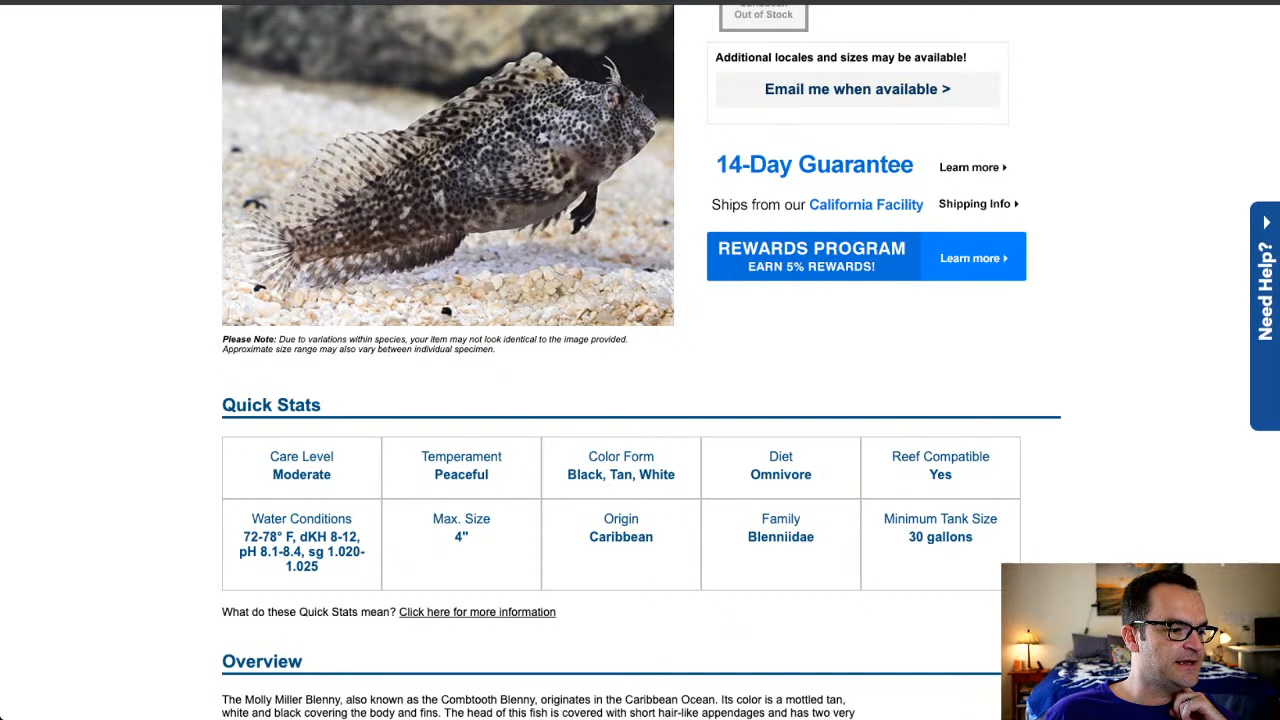 Out of Stock
Additional locales and sizes may be available!
Email me when available >
14-Day Guarantee Learn more
Ships from our California Facility Shipping Info
REWARDS PROGRAM
EARN 5% REWARDS!
Learn more
Need Help?
Please Note: Due to variations within species, your item may not look identical to the image provided.
Approximate size range may also vary between individual specimen.
Quick Stats
Care Level
Moderate
Temperament
Peaceful
Color Form
Black, Tan, White
Diet
Omnivore
Reef Compatible
Yes
Water Conditions
72-78° F, dKH 8-12,
pH 8.1-8.4, sg 1.020-
1.025
Max. Size
4"
Origin
Caribbean
Family
Blenniidae
Minimum Tank Size
30 gallons
What do these Quick Stats mean? Click here for more information
Overview
The Molly Miller Blenny, also known as the Combtooth Blenny, originates in the Caribbean Ocean. Its color is a mottled tan,
white and black covering the body and fins. The head of this fish is covered with short hair-like appendages and has two very